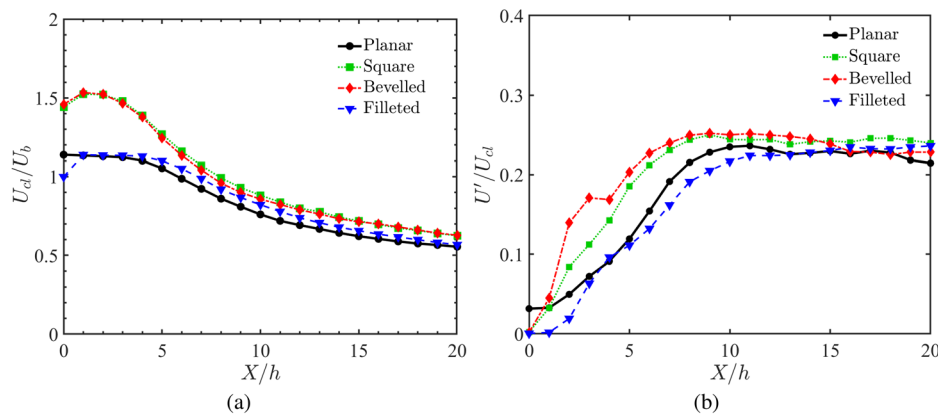 2
1.5
1
0.5
0
0 5 10 15 20
U_cl/U_b
X/h
Planar
Square
Bevelled
Filleted
(a)
0.4
0.3
0.2
0.1
0
0 5 10 15 20
U'/U_cl
X/h
Planar
Square
Bevelled
Filleted
(b)